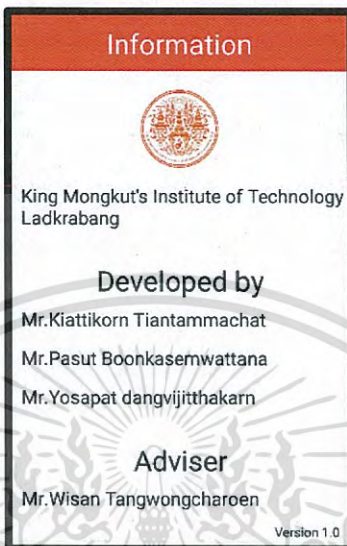 Information
King Mongkut's Institute of Technology
Ladkrabang
Developed by
Mr.Kiattikorn Tiantammachat
Mr.Pasut Boonkasemwattana
Mr.Yosapat dangvijitthakarn
Adviser
Mr.Wisan Tangwongcharoen
Version 1.0